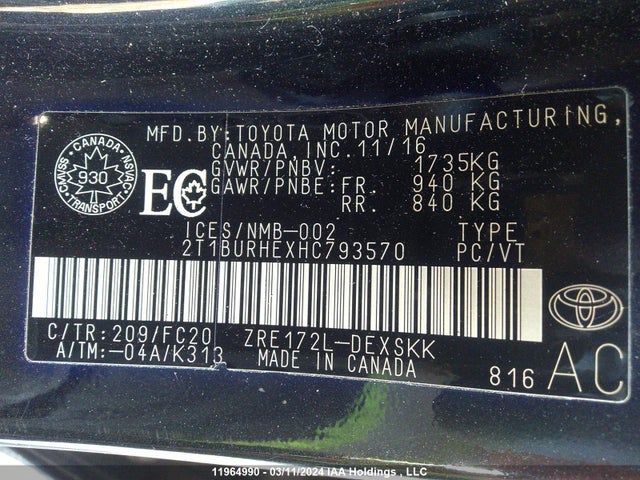 MFD.BY:TOYOTA MOTOR MANUFACTURING,
CANADA INC. 11/16
GVWR/PNBV: 1735KG
GAWR/PNBE:FR. 940 KG
RR. 840 KG
CANADA
CMVSS 930 NSVAC
TRANSPORT
EC
ICES/NMB-002 TYPE
2T1BURHEXHC793570 PC/VT
C/TR:209/FC20 ZRE172L-DEXSKK
A/TM:-04A/K313 MADE IN CANADA
816 AC
11964990 - 03/11/2024 IAA Holdings , LLC